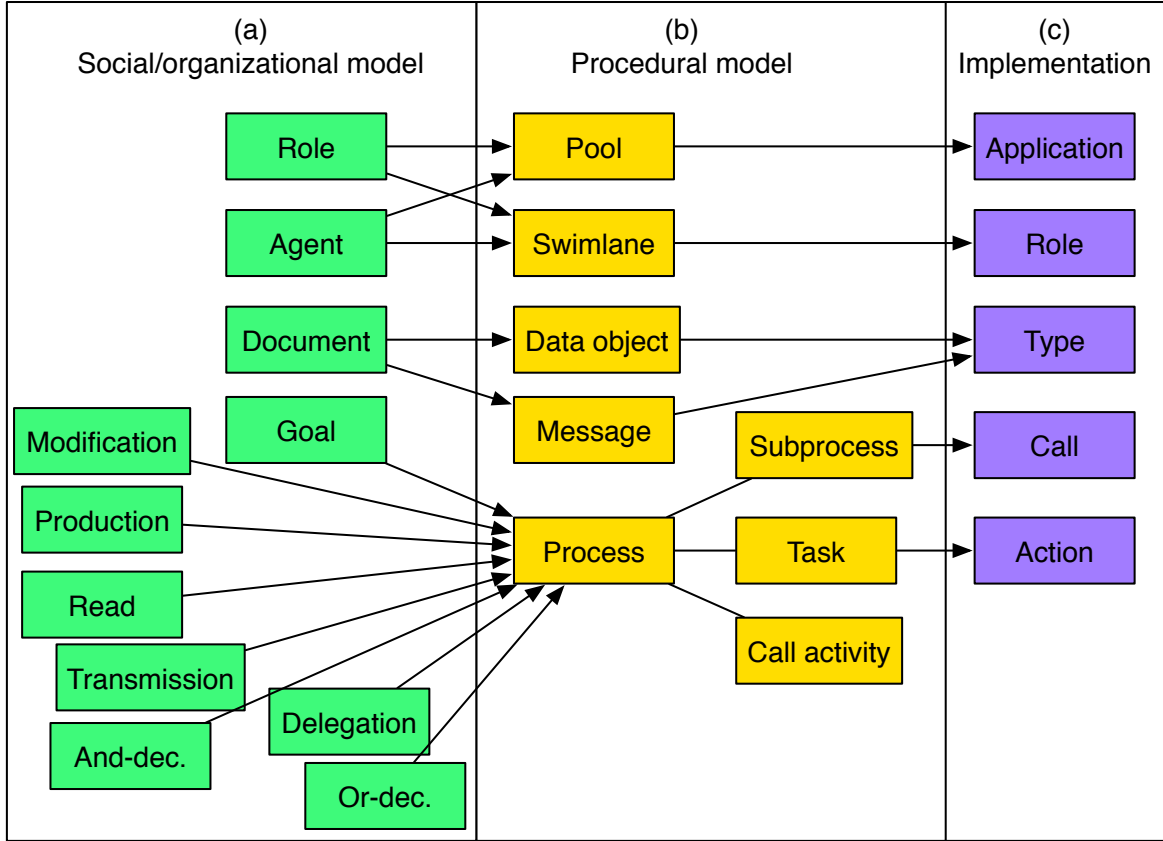 (a)
Social/organizational model
(b)
Procedural model
(c)
Implementation
Role
Pool
Application
Agent
Swimlane
Role
Document
Data object
Type
Goal
Message
Modification
Subprocess
Call
Production
Process
Task
Action
Read
Transmission
Call activity
Delegation
And-dec.
Or-dec.